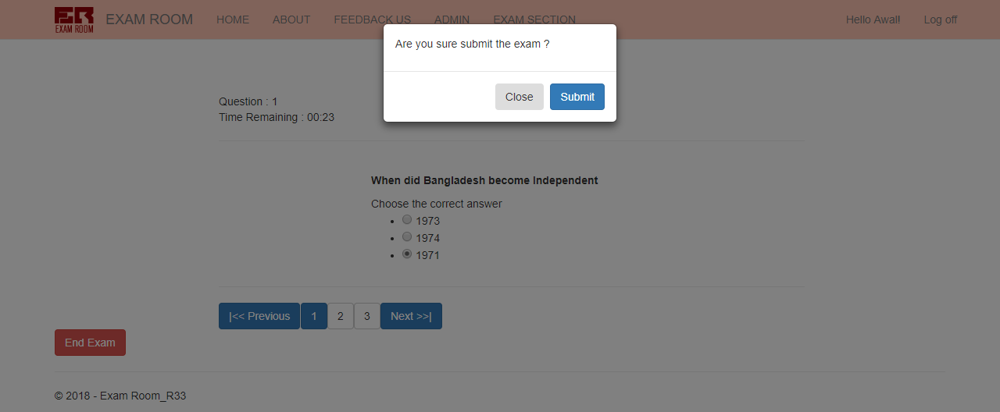 ER EXAM ROOM
EXAM ROOM HOME ABOUT FEEDBACK US ADMIN EXAM SECTION Hello Awal! Log off
Are you sure submit the exam ?
Close Submit
Question : 1
Time Remaining : 00:23
When did Bangladesh become Independent
Choose the correct answer
1973
1974
1971
|<< Previous 1 2 3 Next >>|
End Exam
© 2018 - Exam Room_R33